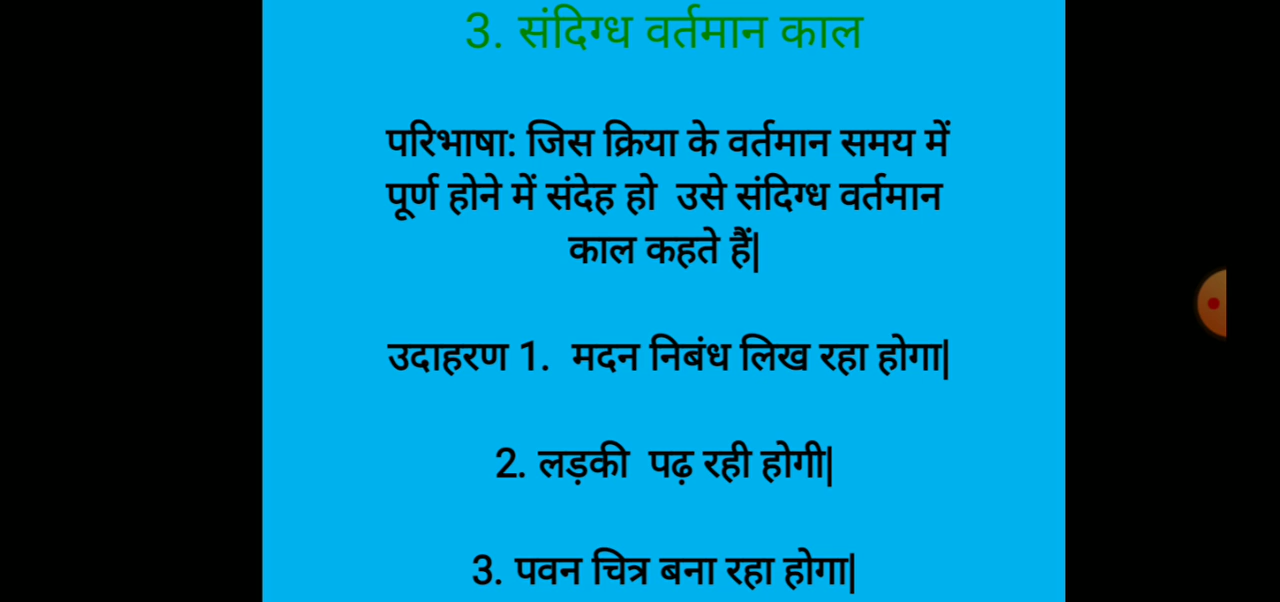 3. संदिग्ध वर्तमान काल
परिभाषा: जिस क्रिया के वर्तमान समय में
पूर्ण होने में संदेह हो  उसे संदिग्ध वर्तमान
काल कहते हैं|
उदाहरण 1.  मदन निबंध लिख रहा होगा|
2. लड़की  पढ़ रही होगी|
3. पवन चित्र बना रहा होगा|